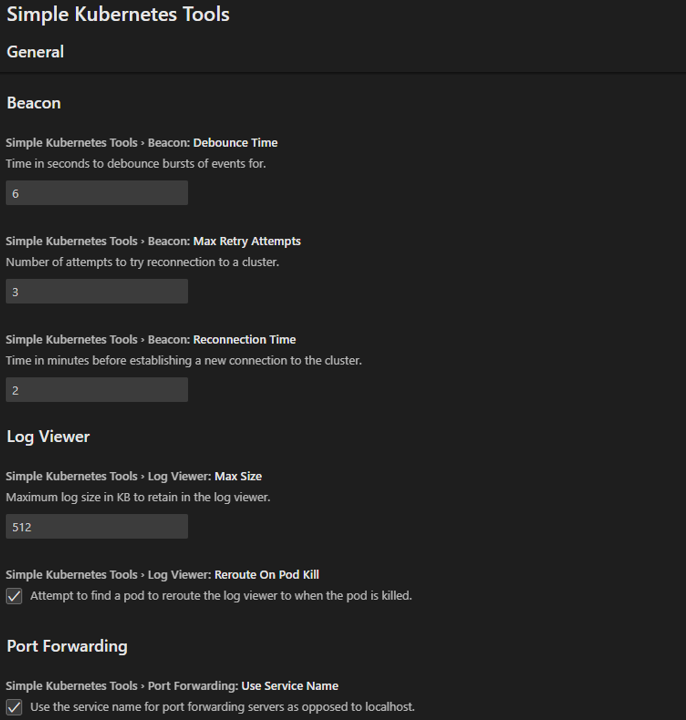 Simple Kubernetes Tools
General
Beacon
Simple Kubernetes Tools › Beacon: Debounce Time
Time in seconds to debounce bursts of events for.
6
Simple Kubernetes Tools › Beacon: Max Retry Attempts
Number of attempts to try reconnection to a cluster.
3
Simple Kubernetes Tools › Beacon: Reconnection Time
Time in minutes before establishing a new connection to the cluster.
2
Log Viewer
Simple Kubernetes Tools › Log Viewer: Max Size
Maximum log size in KB to retain in the log viewer.
512
Simple Kubernetes Tools › Log Viewer: Reroute On Pod Kill
Attempt to find a pod to reroute the log viewer to when the pod is killed.
Port Forwarding
Simple Kubernetes Tools › Port Forwarding: Use Service Name
Use the service name for port forwarding servers as opposed to localhost.